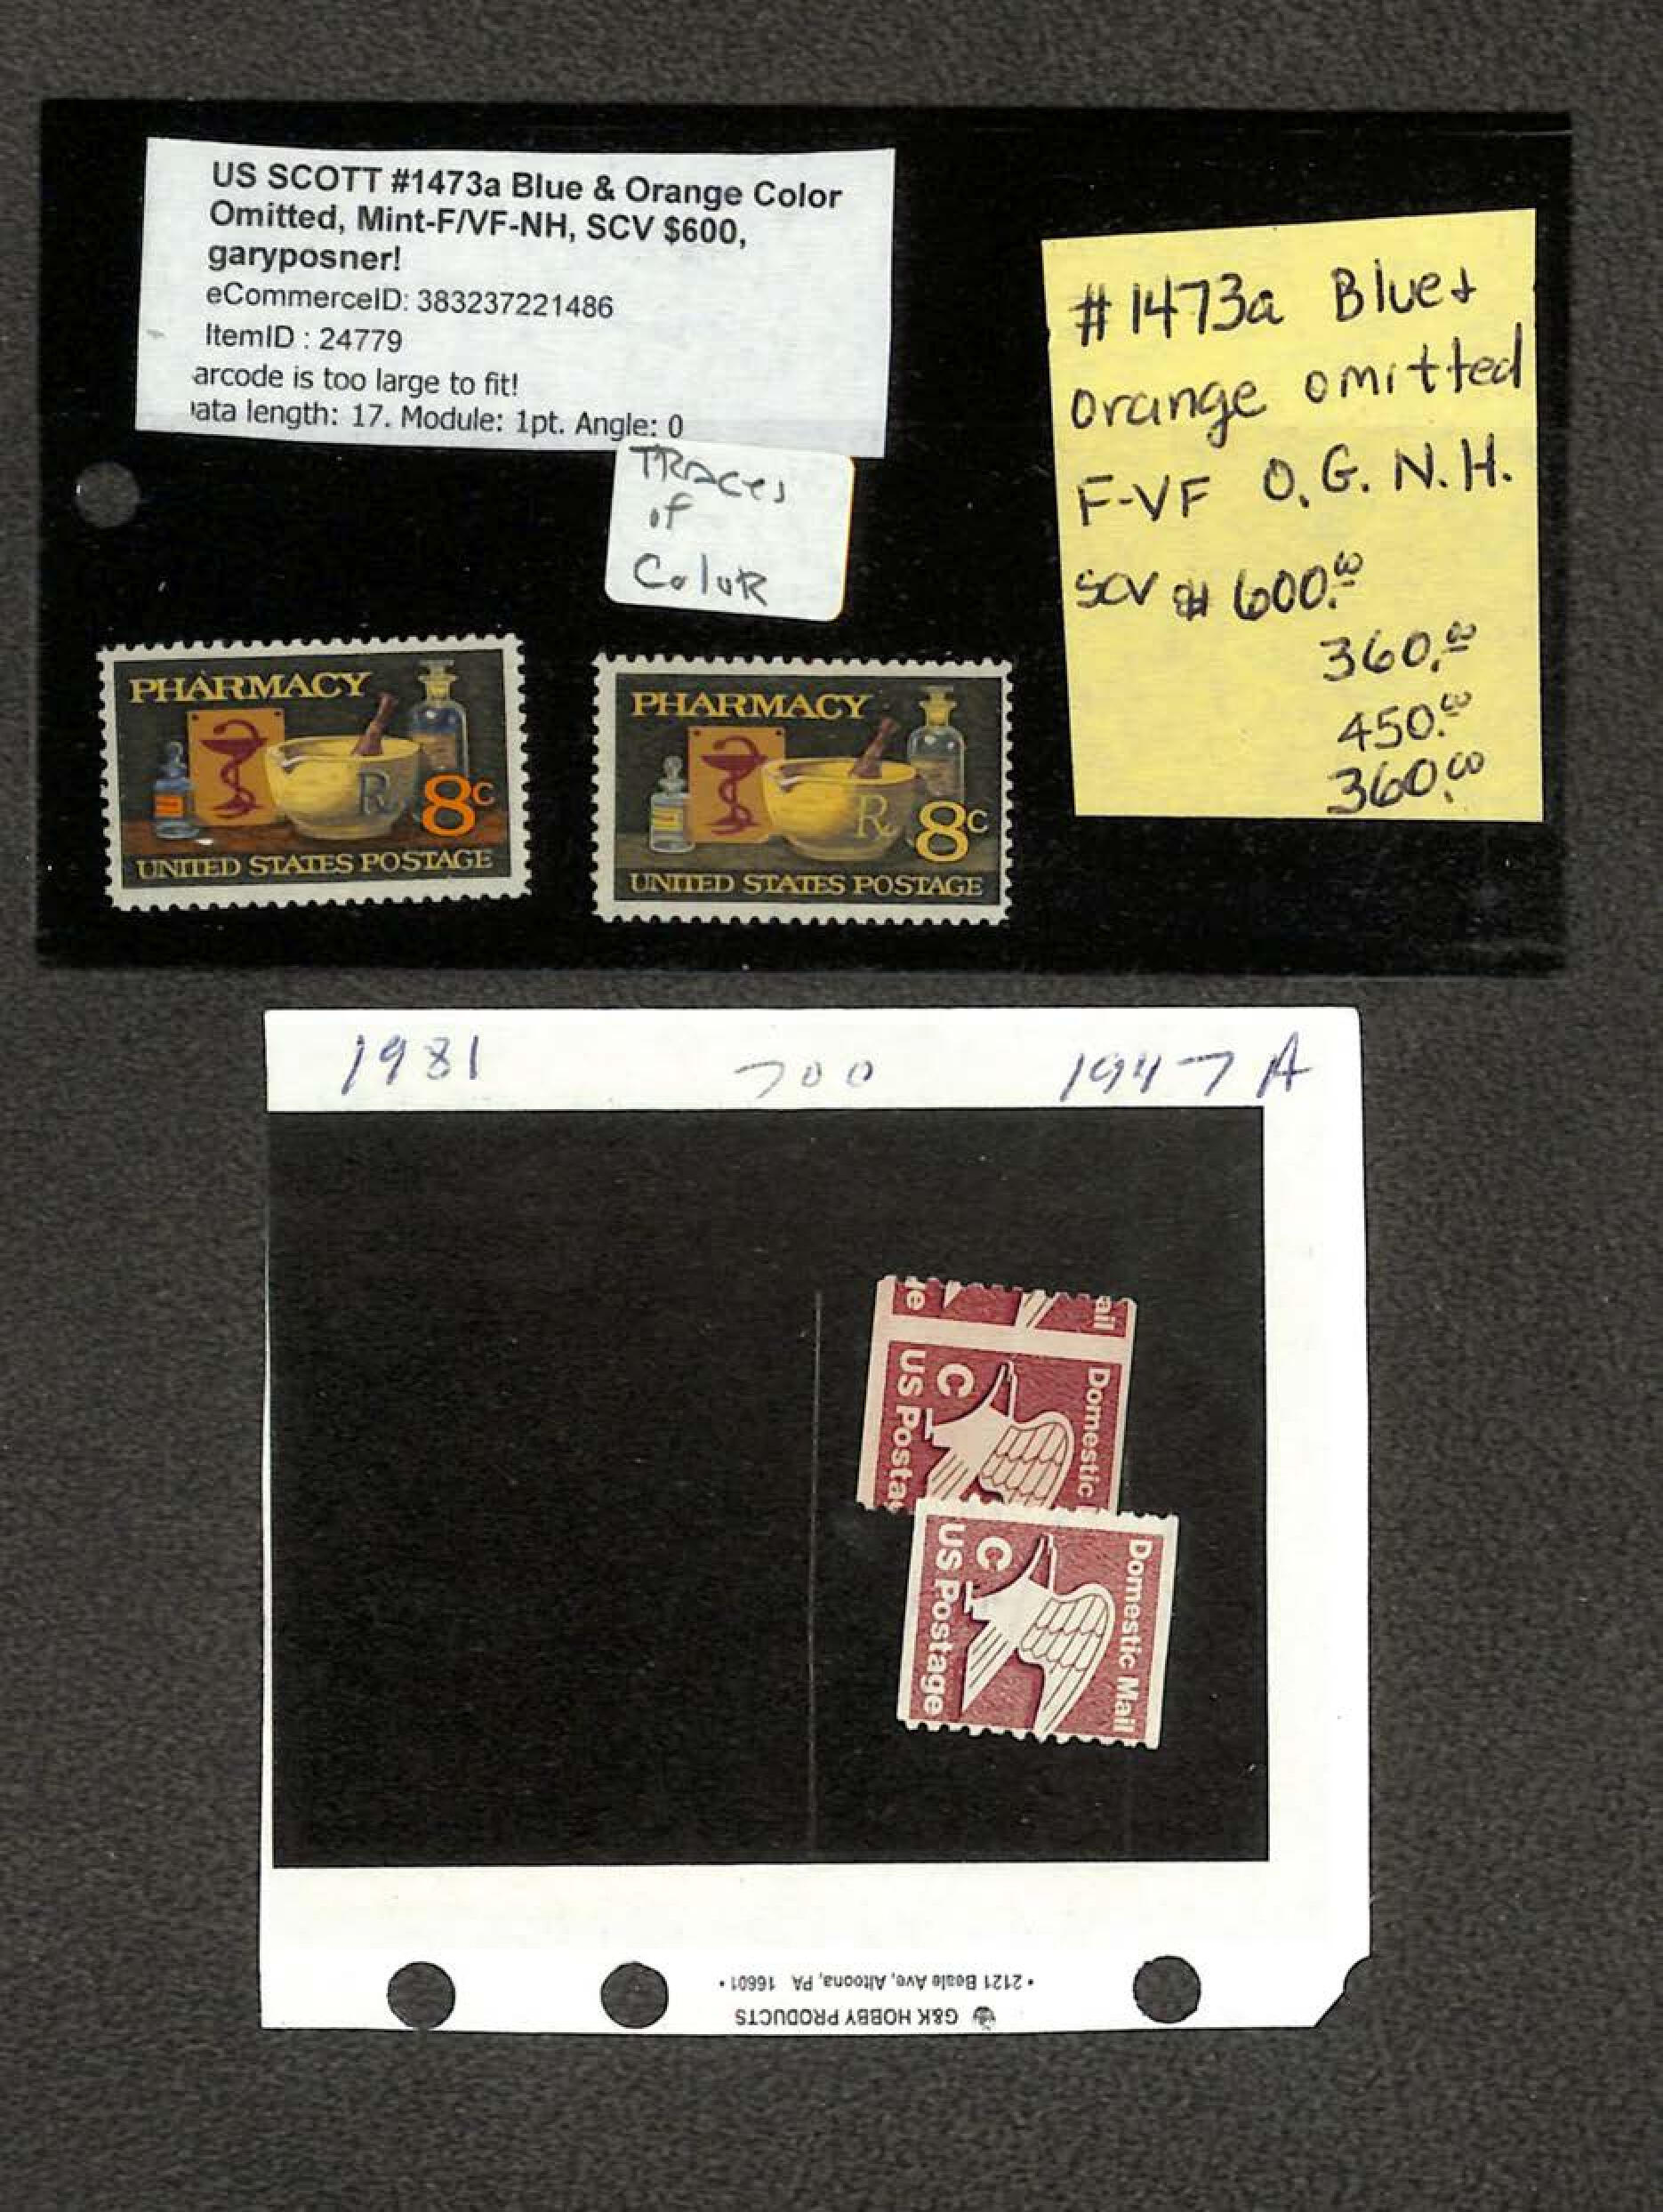 US SCOTT #1473a Blue & Orange Color
Omitted, Mint-F/VF-NH, SCV $600,
garyposner!
eCommerceID: 383237221486
ItemID : 24779
arcode is too large to fit!
ata length: 17. Module: 1pt. Angle: 0
TRaces
of
ColoR
#1473a Blue +
orange omitted
F-VF O.G. N.H.
SCV $ 600.00
360.00
450.00
360.00
PHARMACY
R
8c
UNITED STATES POSTAGE
PHARMACY
R
8c
UNITED STATES POSTAGE
1981 700 1947A
ail
Domestic
C
US Posta
Domestic Mail
C
US Postage
G&K HOBBY PRODUCTS
• 2121 Beale Ave, Altoona, PA 16601 •